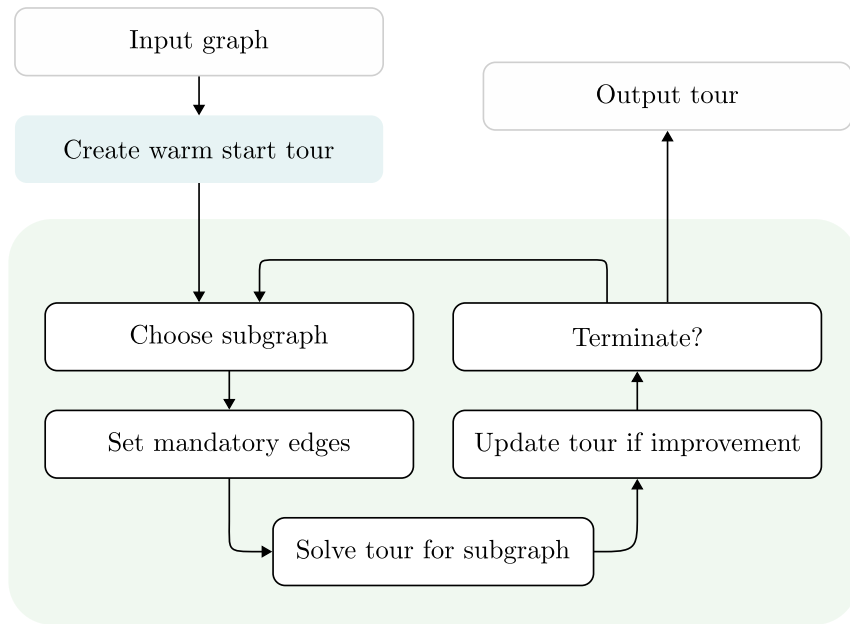 Input graph
Create warm start tour
Output tour
Choose subgraph
Set mandatory edges
Solve tour for subgraph
Update tour if improvement
Terminate?